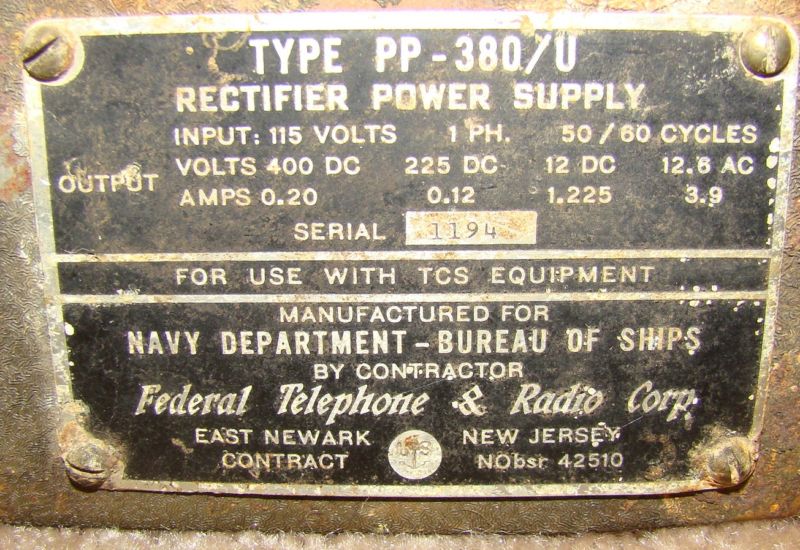 TYPE PP-380/U
RECTIFIER POWER SUPPLY
INPUT: 115 VOLTS 1 PH. 50/60 CYCLES
OUTPUT
VOLTS 400 DC 225 DC 12 DC 12.6 AC
AMPS 0.20 0.12 1.225 3.9
SERIAL 1194
FOR USE WITH TCS EQUIPMENT
MANUFACTURED FOR
NAVY DEPARTMENT - BUREAU OF SHIPS
BY CONTRACTOR
Federal Telephone & Radio Corp.
EAST NEWARK NEW JERSEY
CONTRACT NObsr 42510